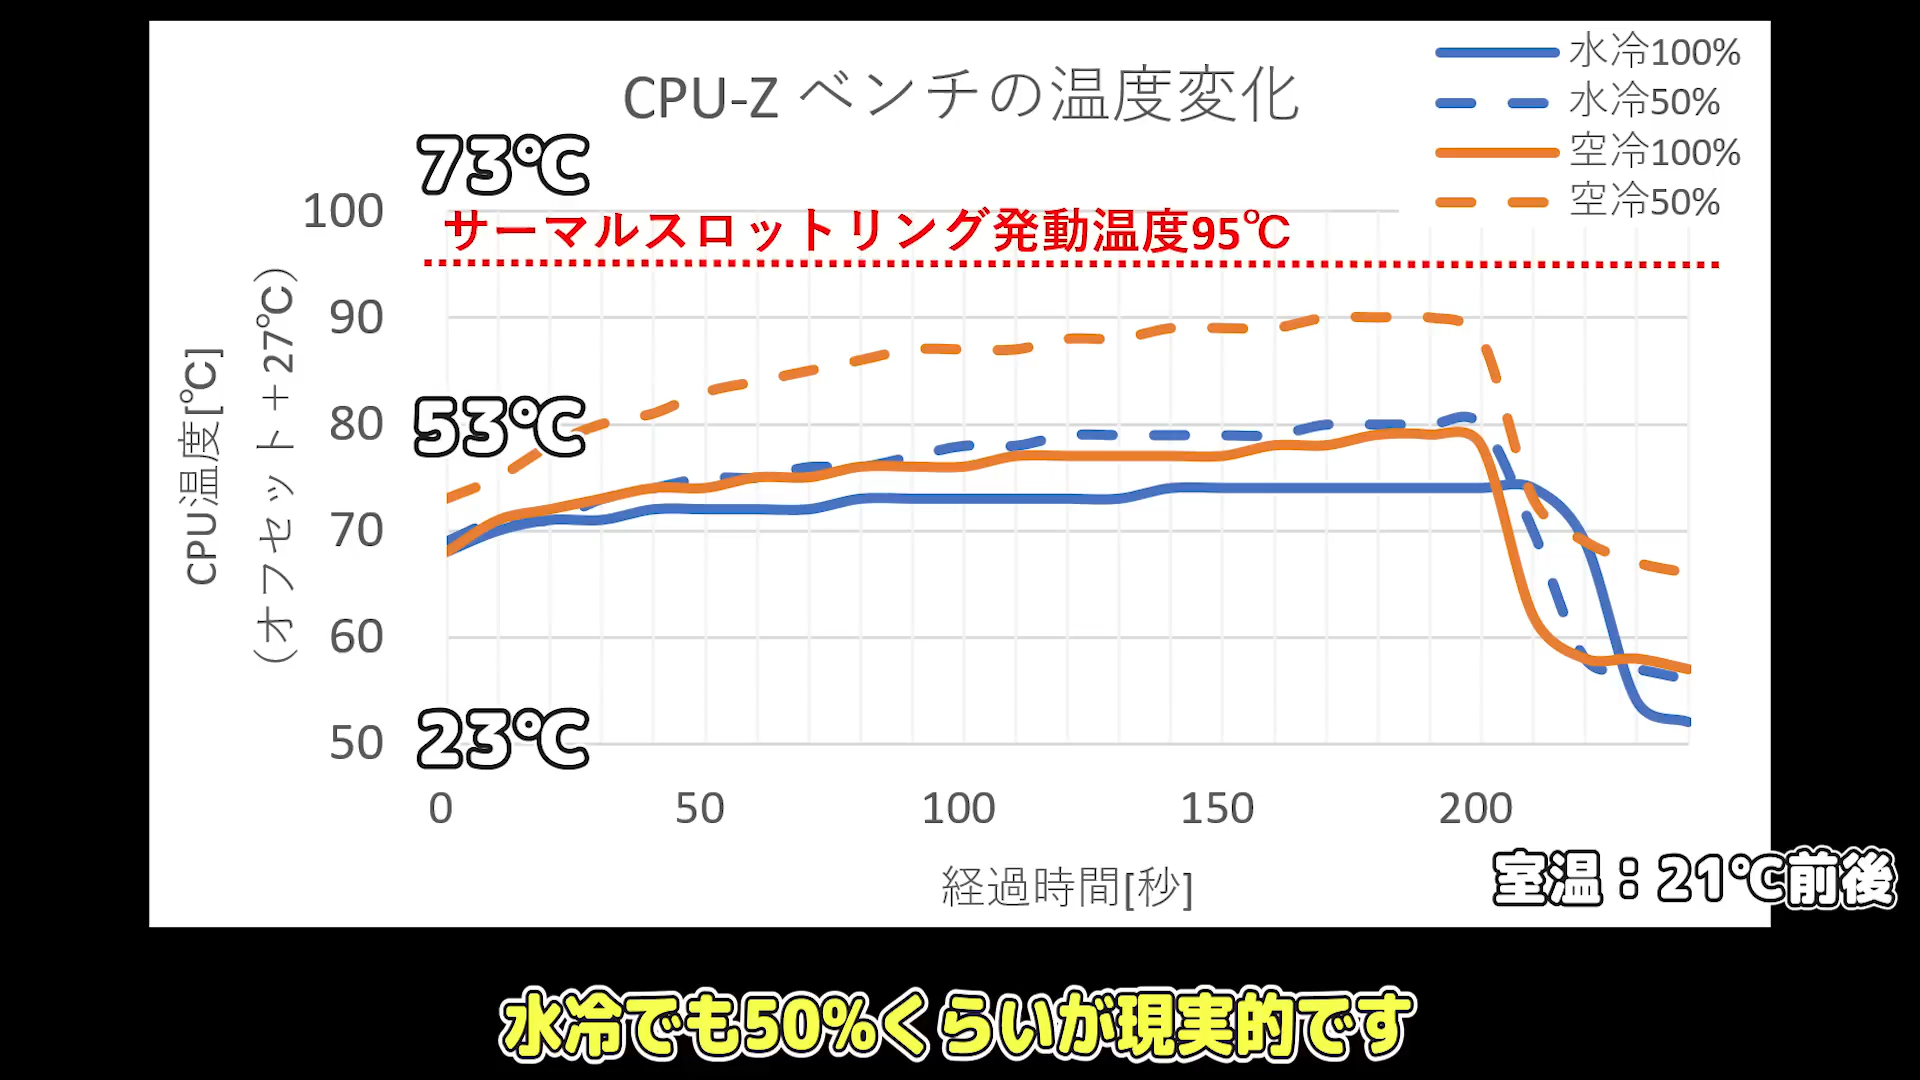 CPU-Z ベンチの温度変化
水冷100%
水冷50%
空冷100%
空冷50%
73℃
100
サーマルスロットリング発動温度95℃
90
80
53℃
70
60
50
23℃
CPU温度[℃]
（オフセット＋27℃）
0
50
100
150
200
経過時間[秒]
室温：21℃前後
水冷でも50%くらいが現実的です